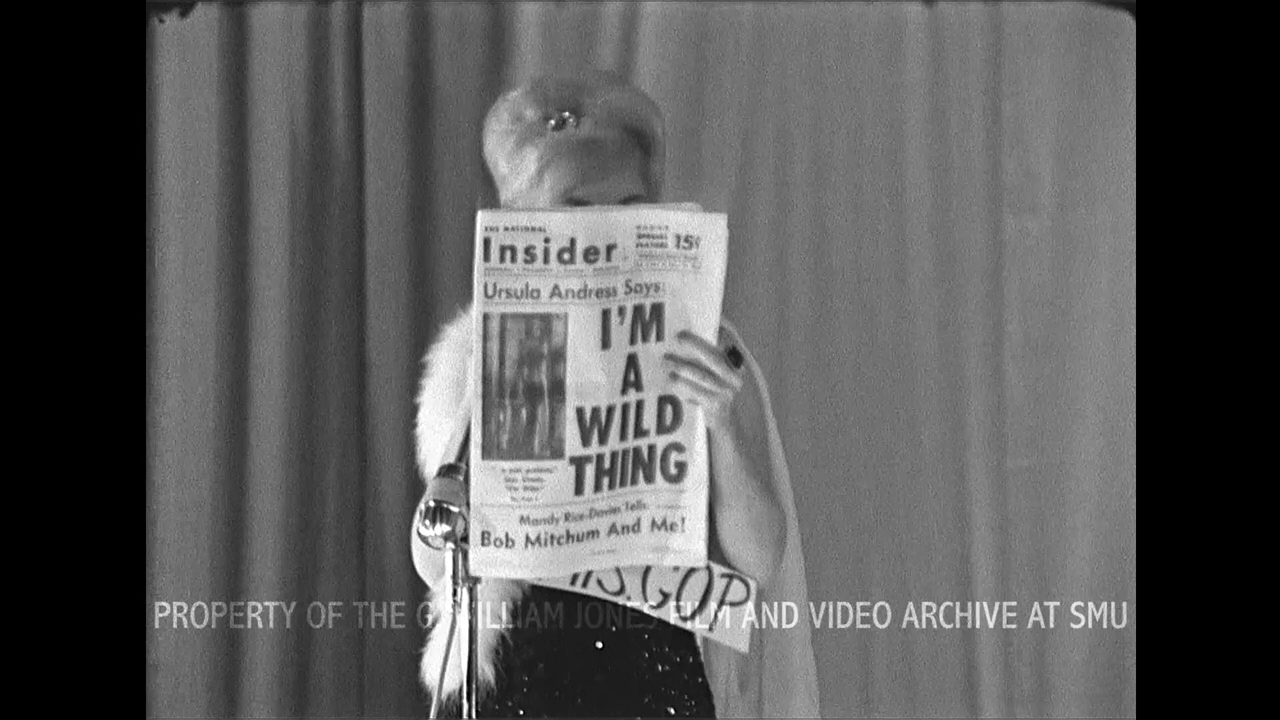 THE NATIONAL
Insider
15¢
Ursula Andress Says:
I'M
A
WILD
THING
Mandy Rice-Davies Tells
Bob Mitchum And Me!
GOP
PROPERTY OF THE G. WILLIAM JONES FILM AND VIDEO ARCHIVE AT SMU